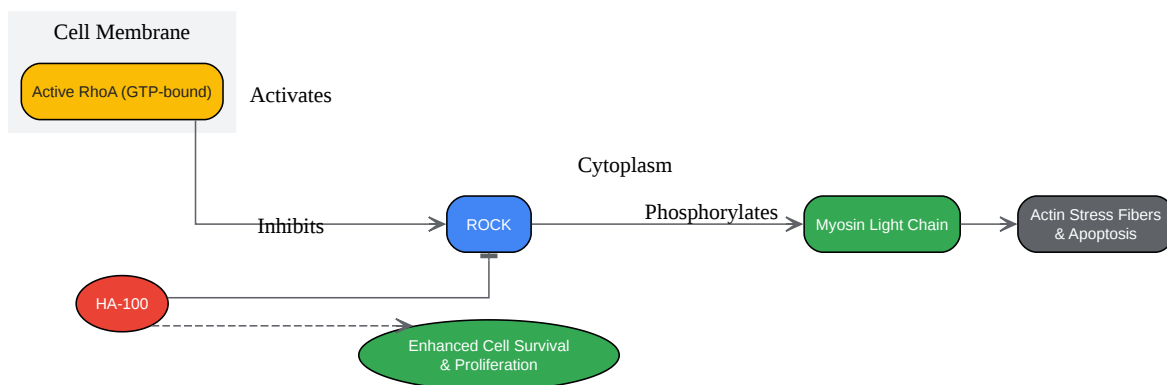 Cell Membrane
Active RhoA (GTP-bound)
Activates
Cytoplasm
Inhibits
ROCK
Phosphorylates
Myosin Light Chain
Actin Stress Fibers
& Apoptosis
HA-100
Enhanced Cell Survival
& Proliferation